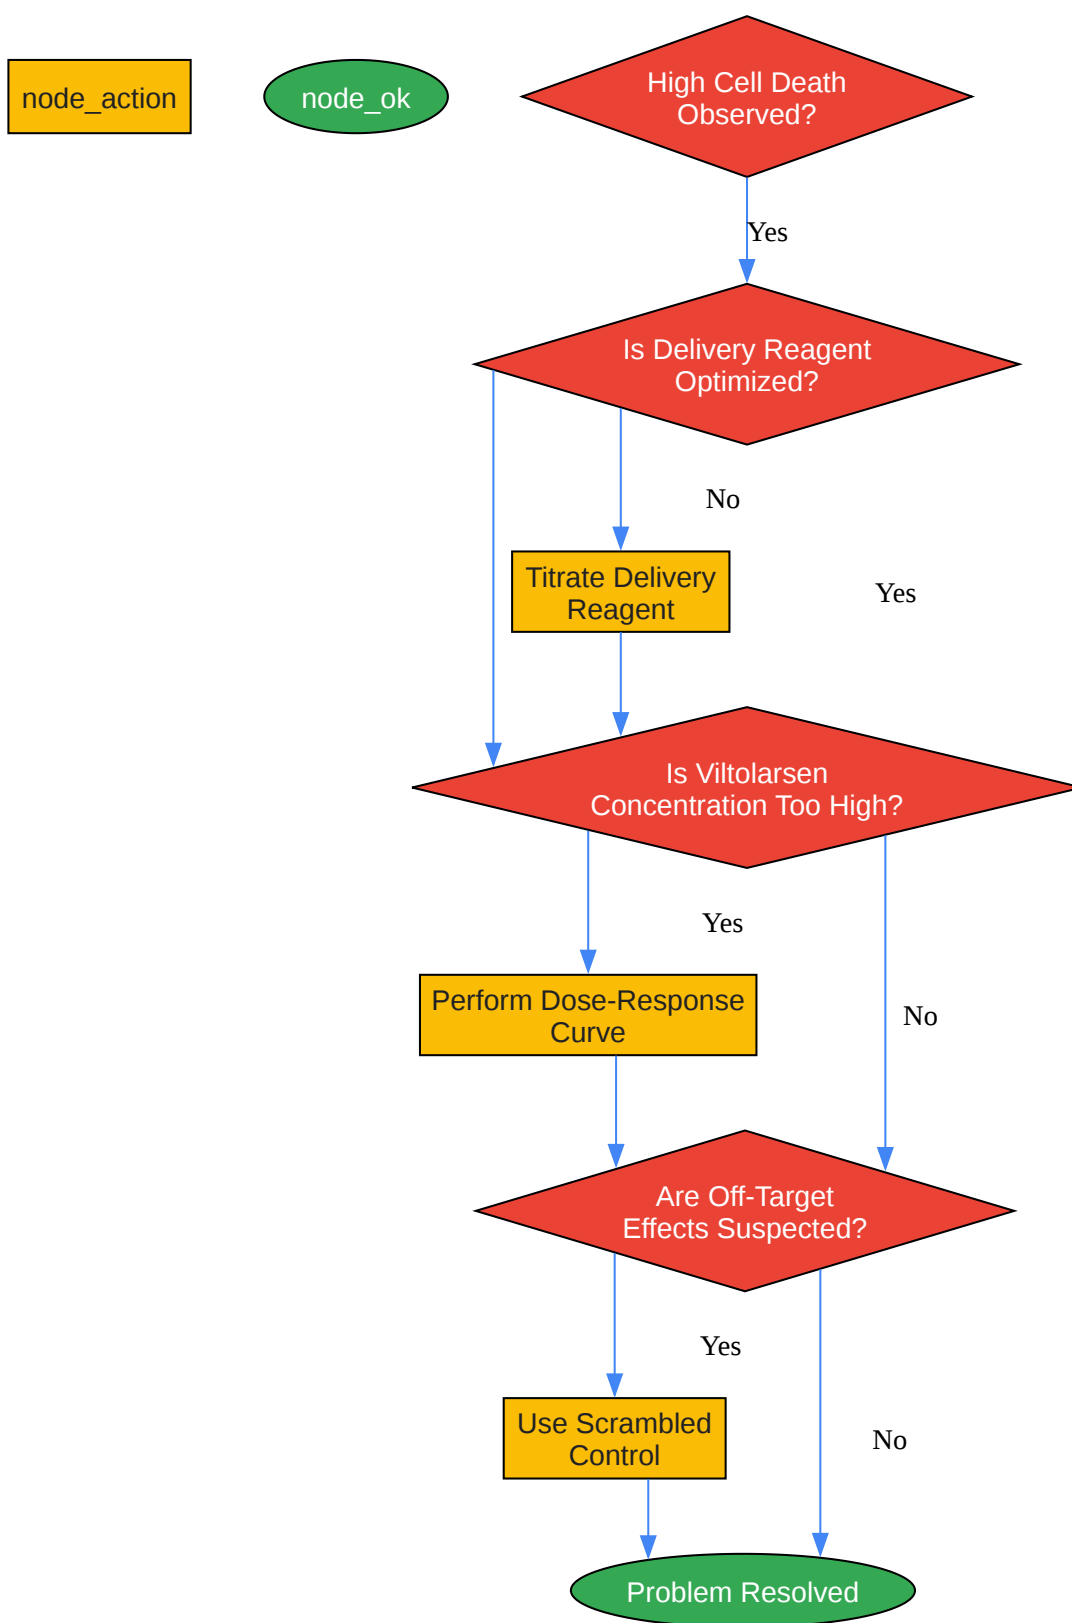 node_action
node_ok
High Cell Death
Observed?
Yes
Is Delivery Reagent
Optimized?
No
Titrate Delivery
Reagent
Yes
Is Viltolarsen
Concentration Too High?
Yes
Perform Dose-Response
Curve
No
Are Off-Target
Effects Suspected?
Yes
Use Scrambled
Control
No
Problem Resolved